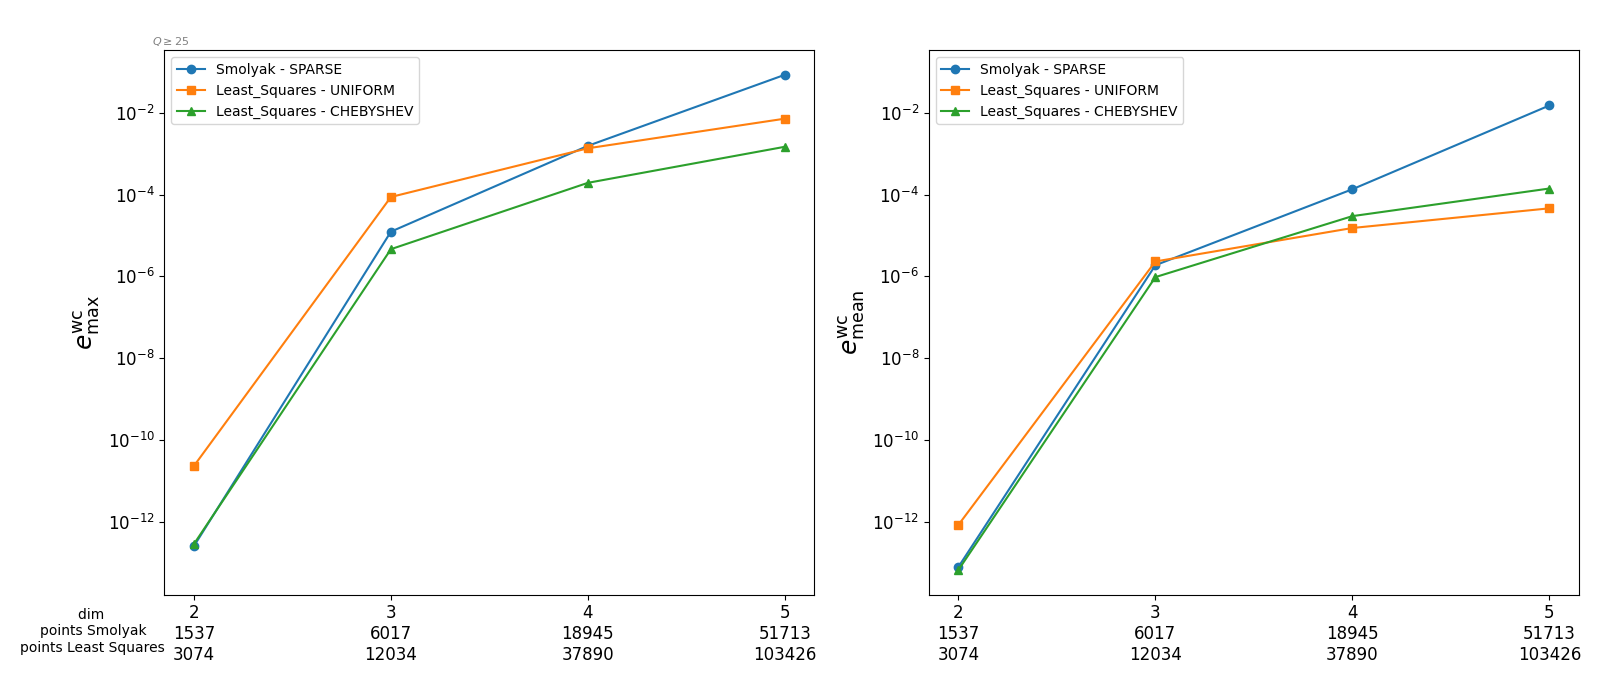 Q ≥ 25
Smolyak - SPARSE
Least_Squares - UNIFORM
Least_Squares - CHEBYSHEV
10⁻²
10⁻⁴
10⁻⁶
10⁻⁸
10⁻¹⁰
10⁻¹²
e^wc_max
2 3 4 5
1537 6017 18945 51713
3074 12034 37890 103426
dim
points Smolyak
points Least Squares
Smolyak - SPARSE
Least_Squares - UNIFORM
Least_Squares - CHEBYSHEV
10⁻²
10⁻⁴
10⁻⁶
10⁻⁸
10⁻¹⁰
10⁻¹²
e^wc_mean
2 3 4 5
1537 6017 18945 51713
3074 12034 37890 103426